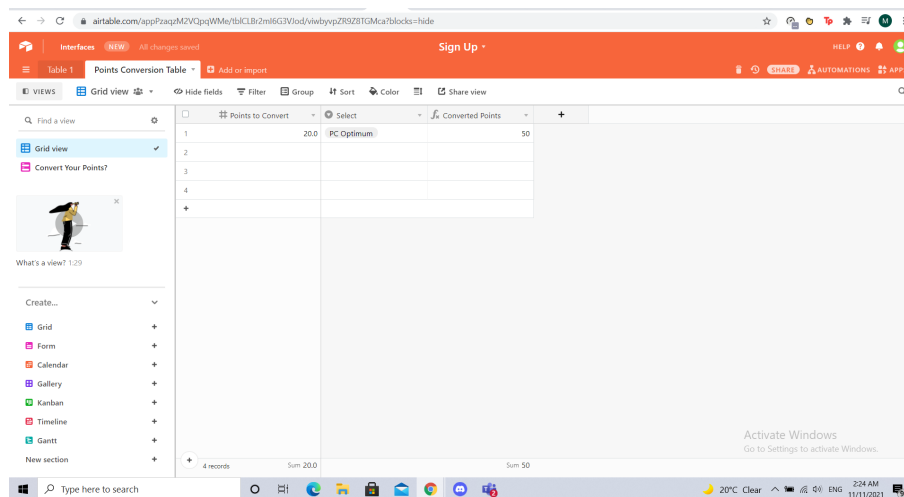 airtable.com/appPzaqzM2VQpqWMe/tblCLBr2mI6G3VJod/viwbyvpZR9Z8TGMca?blocks=hide
Interfaces NEW All changes saved Sign Up HELP
Table 1 Points Conversion Table Add or import SHARE AUTOMATIONS APP
VIEWS Grid view Hide fields Filter Group Sort Color Share view
Find a view
Grid view
Convert Your Points?
What's a view? 1:29
Create...
Grid
Form
Calendar
Gallery
Kanban
Timeline
Gantt
New section
Points to Convert Select Converted Points
1 20.0 PC Optimum 50
2
3
4
4 records Sum 20.0 Sum 50
Activate Windows
Go to Settings to activate Windows.
Type here to search
20°C Clear ENG 2:24 AM
11/11/2021